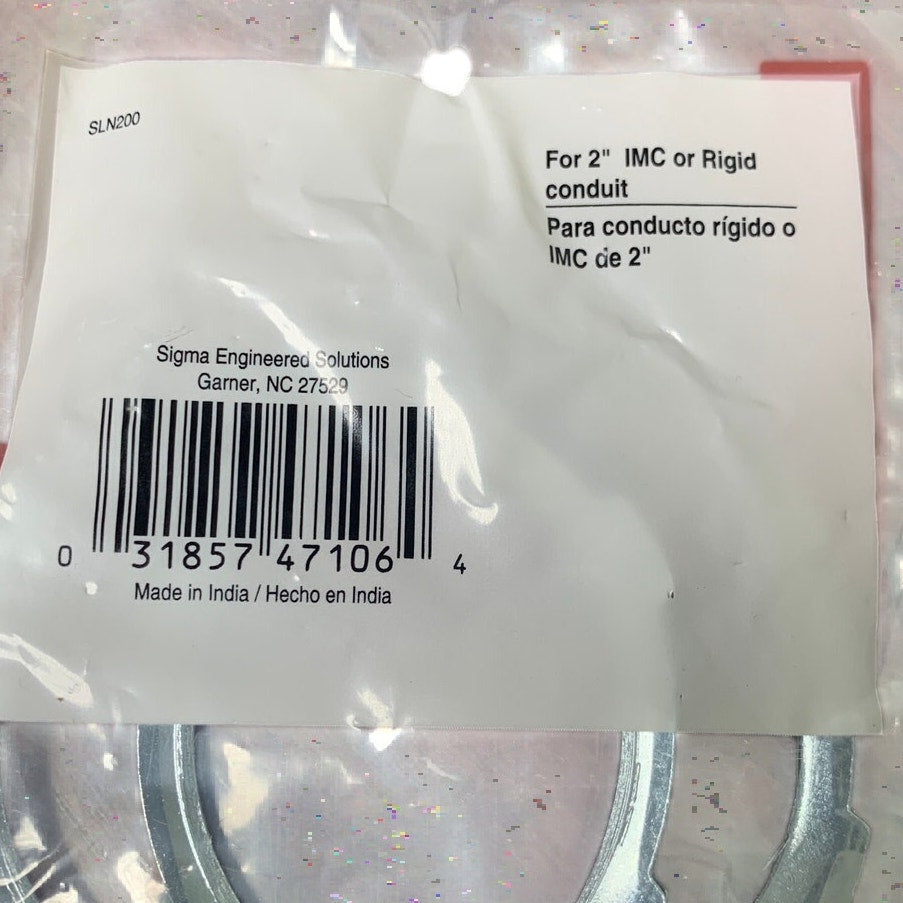 SLN200
For 2" IMC or Rigid
conduit
Para conducto rígido o
IMC de 2"
Sigma Engineered Solutions
Garner, NC 27529
0 31857 47106 4
Made in India / Hecho en India